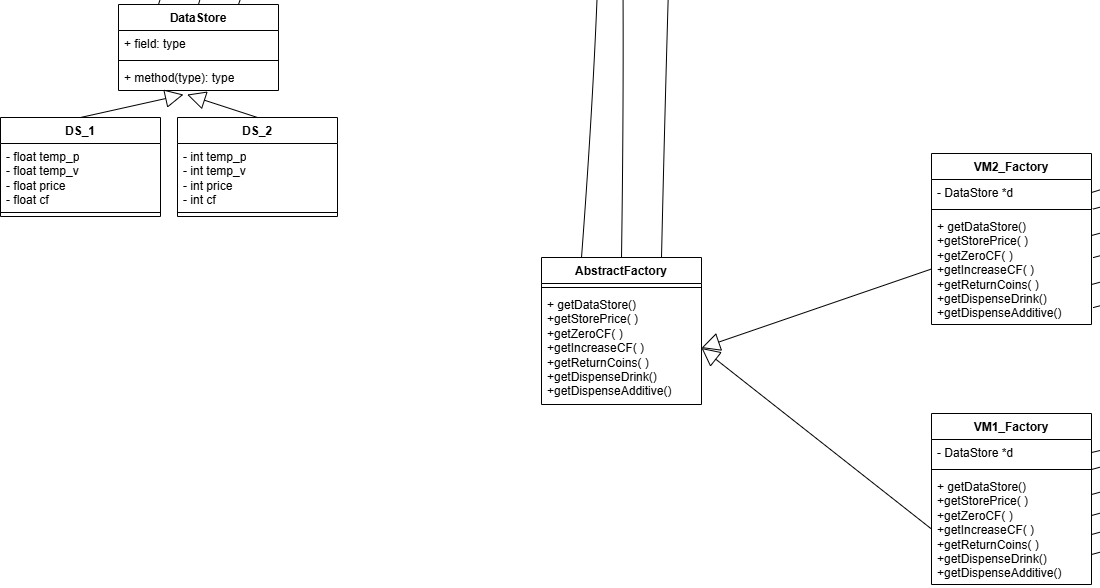 DataStore
+ field: type
+ method(type): type
DS_1
- float temp_p
- float temp_v
- float price
- float cf
DS_2
- int temp_p
- int temp_v
- int price
- int cf
AbstractFactory
+ getDataStore()
+getStorePrice( )
+getZeroCF( )
+getIncreaseCF( )
+getReturnCoins( )
+getDispenseDrink()
+getDispenseAdditive()
VM2_Factory
- DataStore *d
+ getDataStore()
+getStorePrice( )
+getZeroCF( )
+getIncreaseCF( )
+getReturnCoins( )
+getDispenseDrink()
+getDispenseAdditive()
VM1_Factory
- DataStore *d
+ getDataStore()
+getStorePrice( )
+getZeroCF( )
+getIncreaseCF( )
+getReturnCoins( )
+getDispenseDrink()
+getDispenseAdditive()